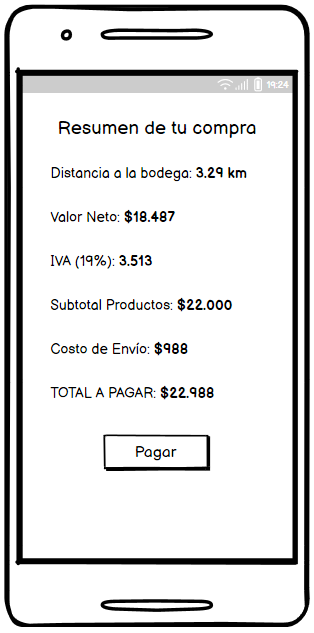 19:24
Resumen de tu compra
Distancia a la bodega: 3.29 km
Valor Neto: $18.487
IVA (19%): 3.513
Subtotal Productos: $22.000
Costo de Envío: $988
TOTAL A PAGAR: $22.988
Pagar